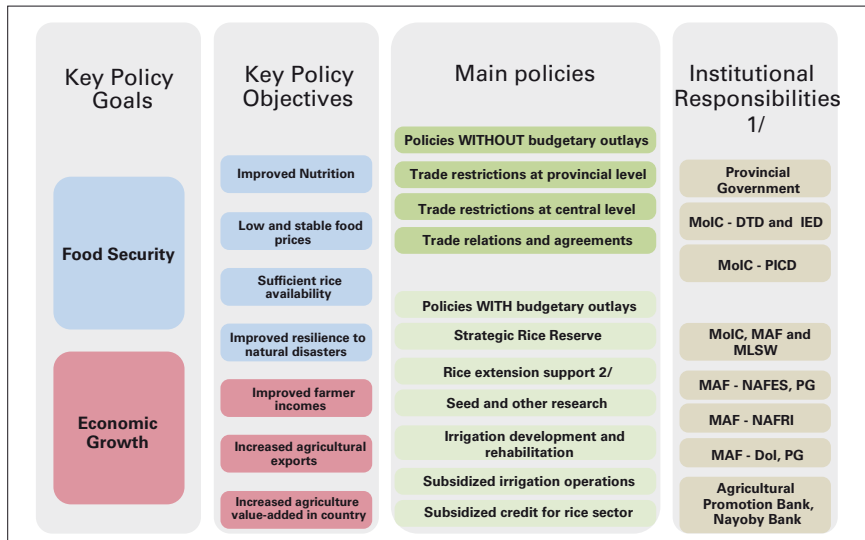 Key Policy
Goals
Food Security
Economic
Growth
Key Policy
Objectives
Improved Nutrition
Low and stable food
prices
Sufficient rice
availability
Improved resilience to
natural disasters
Improved farmer
incomes
Increased agricultural
exports
Increased agriculture
value-added in country
Main policies
Policies WITHOUT budgetary outlays
Trade restrictions at provincial level
Trade restrictions at central level
Trade relations and agreements
Policies WITH budgetary outlays
Strategic Rice Reserve
Rice extension support 2/
Seed and other research
Irrigation development and
rehabilitation
Subsidized irrigation operations
Subsidized credit for rice sector
Institutional
Responsibilities
1/
Provincial
Government
MoIC - DTD and IED
MoIC - PICD
MoIC, MAF and
MLSW
MAF - NAFES, PG
MAF - NAFRI
MAF - DoI, PG
Agricultural
Promotion Bank,
Nayoby Bank